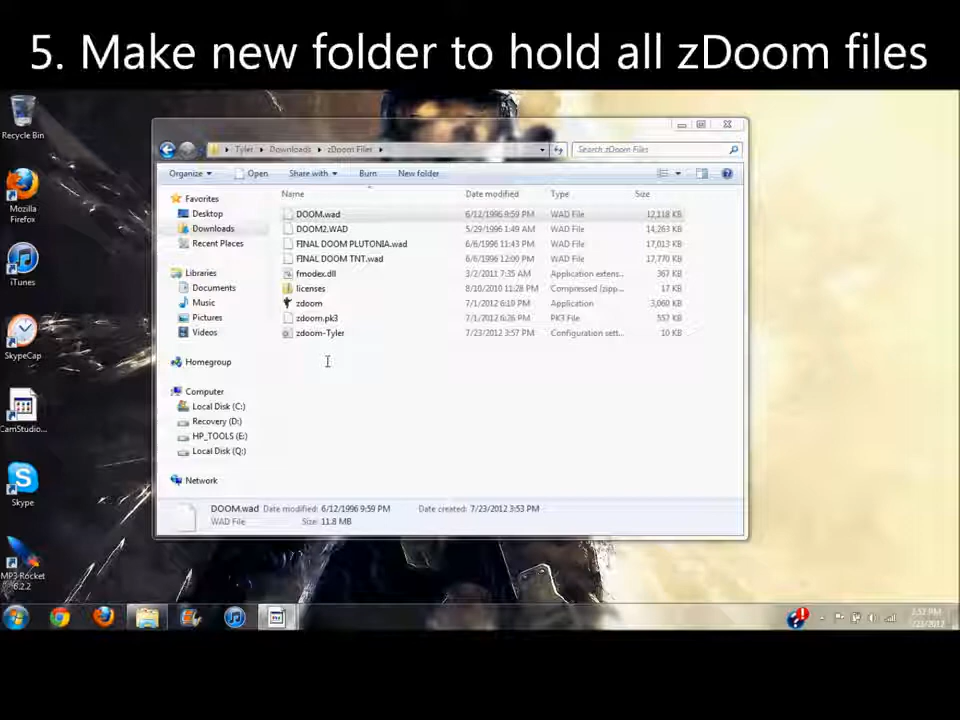 5. Make new folder to hold all zDoom files
Recycle Bin
Mozilla
Firefox
iTunes
SkypeCap
CamStudio...
Skype
MP3 Rocket
6.2.2
Tyler Downloads zDoom Files
Search zDoom Files
Organize Open Share with Burn New folder
Name Date modified Type Size
Favorites
Desktop
Downloads
Recent Places
Libraries
Documents
Music
Pictures
Videos
Homegroup
Computer
Local Disk (C:)
Recovery (D:)
HP_TOOLS (E:)
Local Disk (Q:)
Network
DOOM.wad 6/12/1996 9:59 PM WAD File 12,118 KB
DOOM2.WAD 5/29/1996 1:49 AM WAD File 14,263 KB
FINAL DOOM PLUTONIA.wad 6/6/1996 11:43 PM WAD File 17,013 KB
FINAL DOOM TNT.wad 6/6/1996 12:00 PM WAD File 17,770 KB
fmodex.dll 3/2/2011 7:35 AM Application extens... 367 KB
licenses 8/10/2010 11:28 PM Compressed (zipp... 17 KB
zdoom 7/1/2012 6:19 PM Application 3,060 KB
zdoom.pk3 7/1/2012 6:26 PM PK3 File 552 KB
zdoom-Tyler 7/23/2012 3:57 PM Configuration sett... 10 KB
DOOM.wad Date modified: 6/12/1996 9:59 PM Date created: 7/23/2012 3:53 PM
WAD File Size: 11.8 MB
7/23/2012